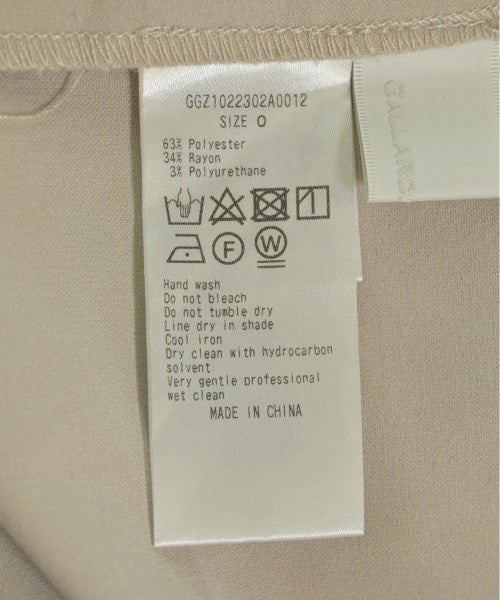 GGZ1022302A0012
SIZE 0
63% Polyester
34% Rayon
3% Polyurethane
F W
Hand wash
Do not bleach
Do not tumble dry
Line dry in shade
Cool iron
Dry clean with hydrocarbon
solvent
Very gentle professional
wet clean
MADE IN CHINA